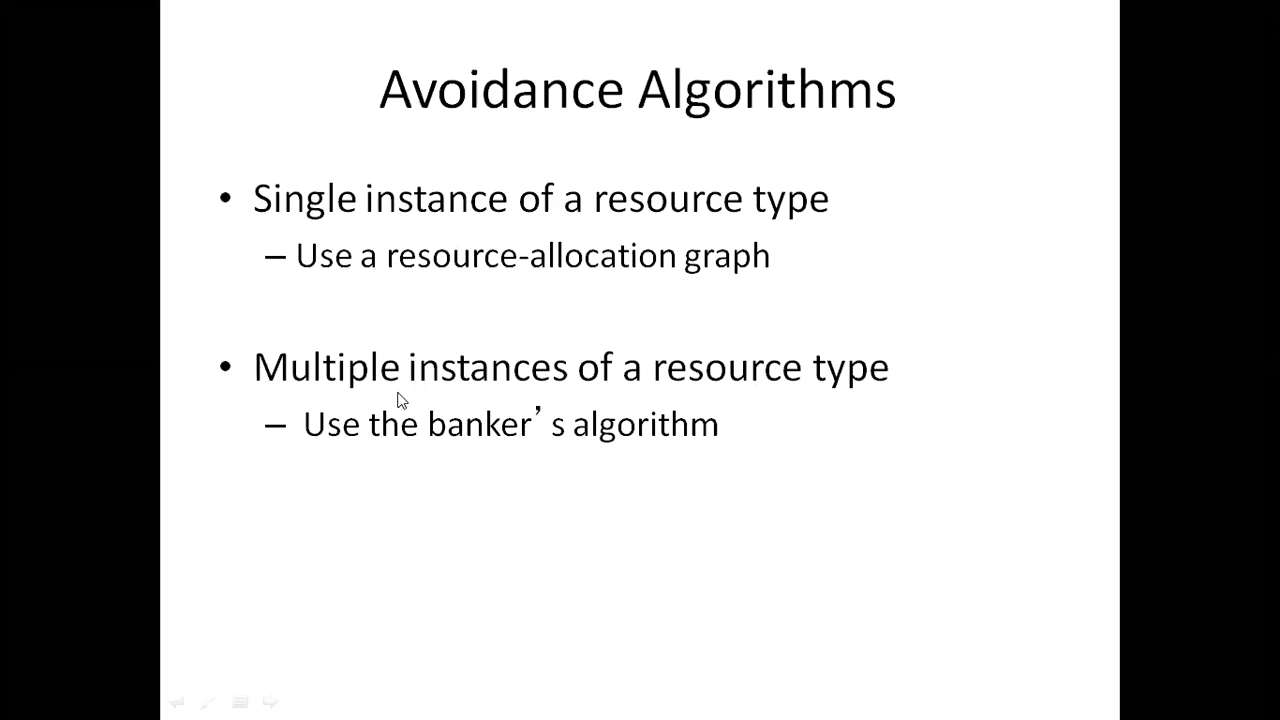 Avoidance Algorithms
• Single instance of a resource type
– Use a resource-allocation graph
• Multiple instances of a resource type
– Use the banker’s algorithm